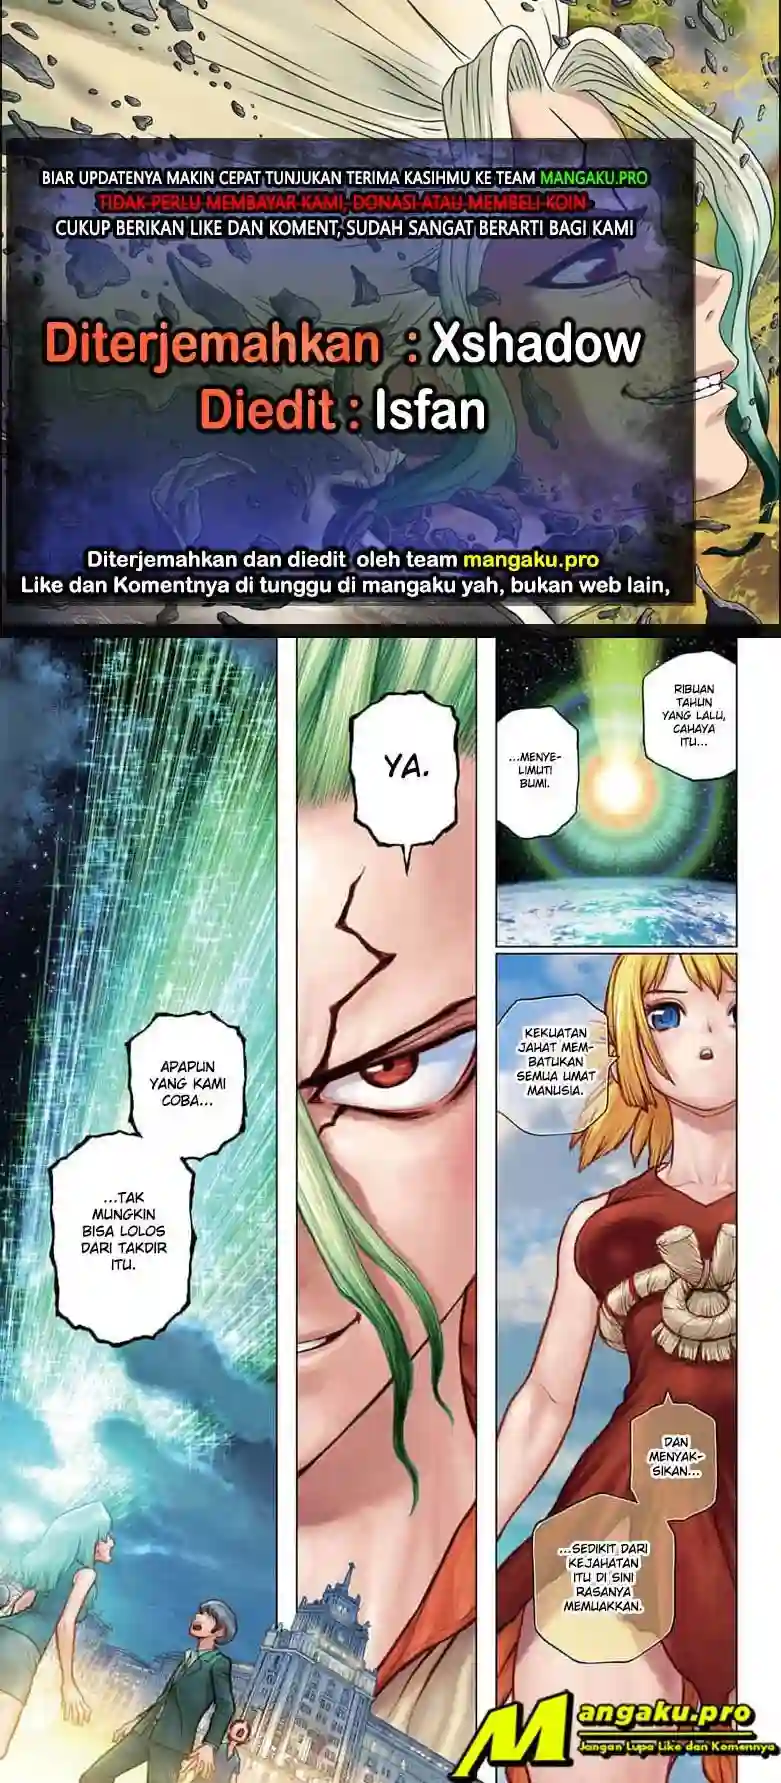 BIAR UPDATENYA MAKIN CEPAT TUNJUKAN TERIMA KASIHMU KE TEAM MANGAKU.PRO
TIDAK PERLU MEMBAYAR KAMI, DONASI ATAU MEMBELI KOIN
CUKUP BERIKAN LIKE DAN KOMENT, SUDAH SANGAT BERARTI BAGI KAMI
Diterjemahkan : Xshadow
Diedit : Isfan
Diterjemahkan dan diedit oleh team mangaku.pro
Like dan Komentnya di tunggu di mangaku yah, bukan web lain,
RIBUAN
TAHUN
YANG LALU,
CAHAYA
ITU...
...MENYE-
LIMUTI
BUMI.
KEKUATAN
JAHAT MEM-
BATUKAN
SEMUA UMAT
MANUSIA.
DAN
MENYAK-
SIKAN...
...SEDIKIT DARI
KEJAHATAN
ITU DI SINI
RASANYA
MEMUAKKAN.
YA.
APAPUN
YANG KAMI
COBA...
...TAK
MUNGKIN
BISA LOLOS
DARI TAKDIR
ITU.
Mangaku.pro
Jangan Lupa Like dan Komennya